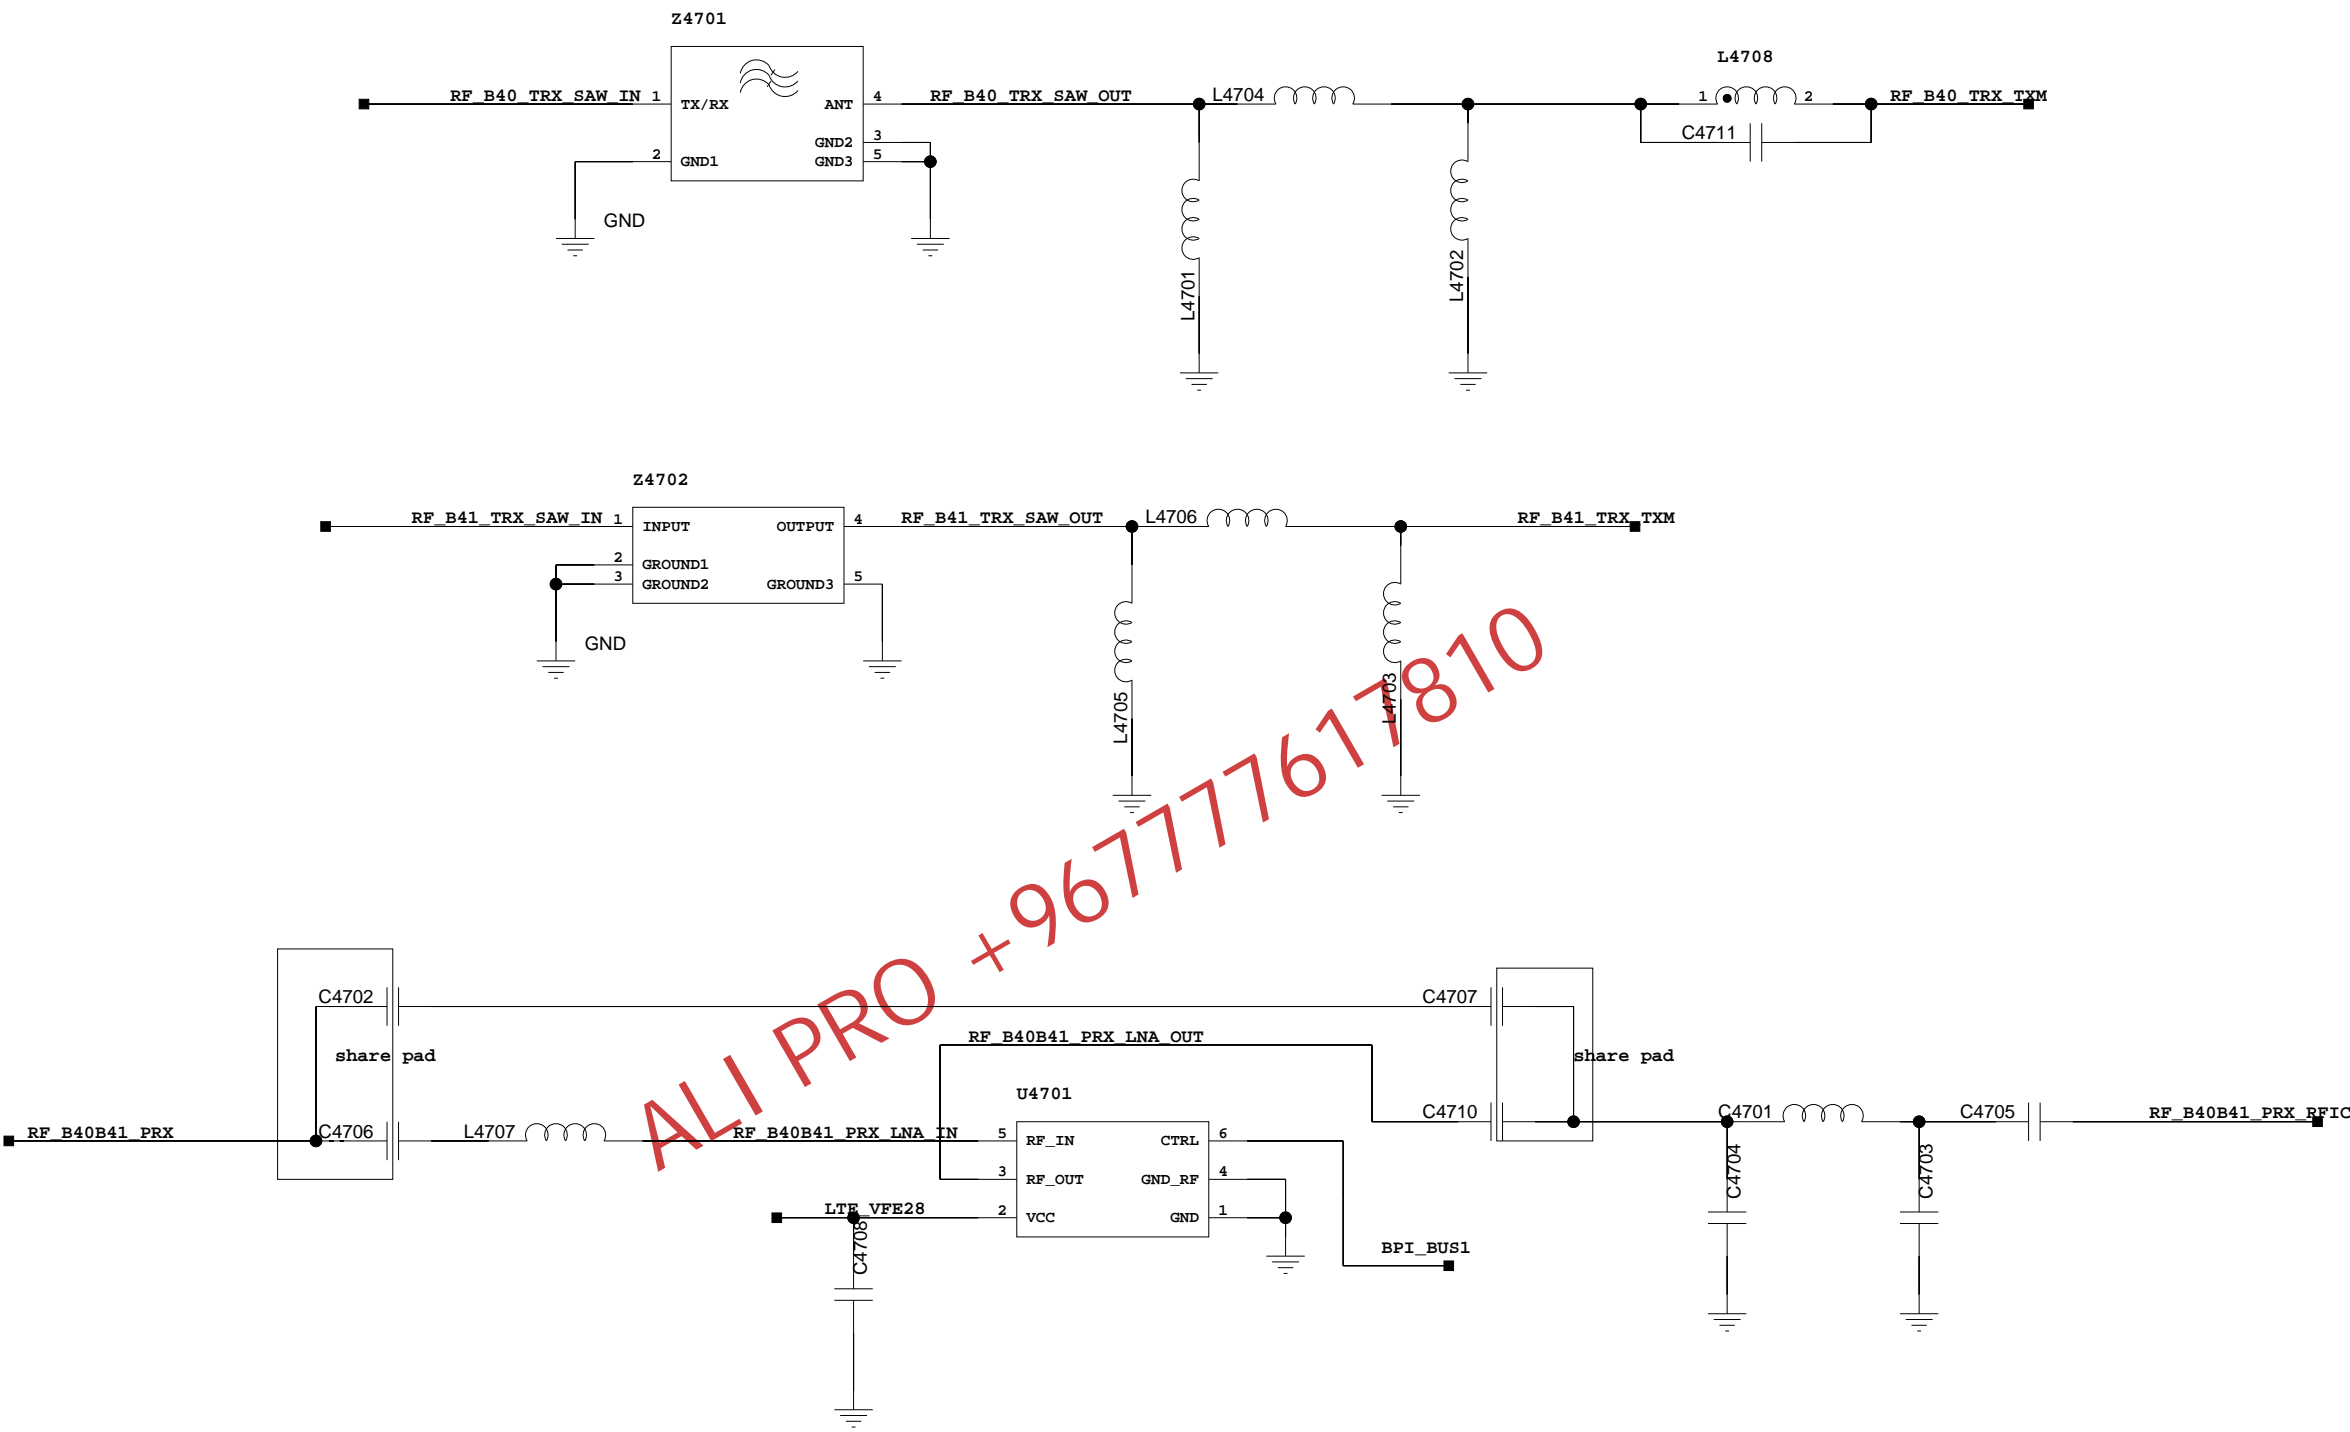 Z4701
RF_B40_TRX_SAW_IN 1 TX/RX ANT 4 RF_B40_TRX_SAW_OUT L4704 L4708 1 2 RF_B40_TRX_TXM
C4711
GND2 3
2 GND1 GND3 5
GND
L4701 L4702
Z4702
RF_B41_TRX_SAW_IN 1 INPUT OUTPUT 4 RF_B41_TRX_SAW_OUT L4706 RF_B41_TRX_TXM
2 GROUND1
3 GROUND2 GROUND3 5
GND
L4705 L4703
ALI PRO +967777617810
C4702 C4707
RF_B40B41_PRX_LNA_OUT
share pad share pad
U4701
RF_B40B41_PRX C4706 L4707 RF_B40B41_PRX_LNA_IN 5 RF_IN CTRL 6 C4710 C4701 C4705 RF_B40B41_PRX_RFIC
3 RF_OUT GND_RF 4 C4704 C4703
LTE_VFE28 2 VCC GND 1
C4708 BPI_BUS1